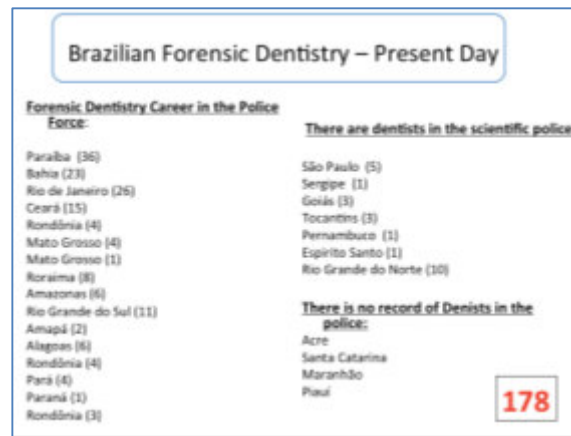 Brazilian Forensic Dentistry – Present Day
Forensic Dentistry Career in the Police
Force:
Paraíba (36)
Bahia (23)
Rio de Janeiro (26)
Ceará (15)
Rondônia (4)
Mato Grosso (4)
Mato Grosso (1)
Roraima (8)
Amazonas (6)
Rio Grande do Sul (11)
Amapá (2)
Alagoas (6)
Rondônia (4)
Pará (4)
Paraná (1)
Rondônia (3)
There are dentists in the scientific police
São Paulo (5)
Sergipe (1)
Goiás (3)
Tocantins (3)
Pernambuco (1)
Espirito Santo (1)
Rio Grande do Norte (10)
There is no record of Denists in the
police:
Acre
Santa Catarina
Maranhão
Piauí
178